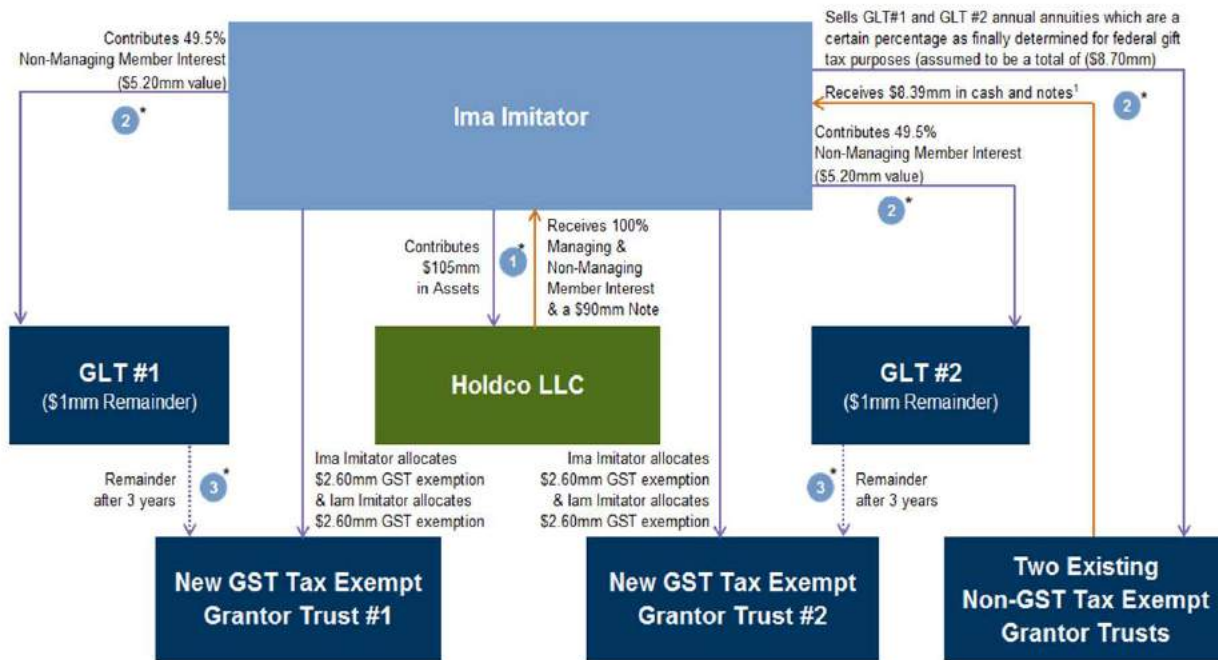 Contributes 49.5%
Non-Managing Member Interest
($5.20mm value)
2*
Ima Imitator
Sells GLT#1 and GLT #2 annual annuities which are a
certain percentage as finally determined for federal gift
tax purposes (assumed to be a total of ($8.70mm)
Receives $8.39mm in cash and notes¹
2*
Contributes 49.5%
Non-Managing Member Interest
($5.20mm value)
2*
Contributes
$105mm
in Assets
1*
Receives 100%
Managing &
Non-Managing
Member Interest
& a $90mm Note
GLT #1
($1mm Remainder)
Holdco LLC
GLT #2
($1mm Remainder)
Remainder
after 3 years
3*
Ima Imitator allocates
$2.60mm GST exemption
& Iam Imitator allocates
$2.60mm GST exemption
Ima Imitator allocates
$2.60mm GST exemption
& Iam Imitator allocates
$2.60mm GST exemption
3*
Remainder
after 3 years
New GST Tax Exempt
Grantor Trust #1
New GST Tax Exempt
Grantor Trust #2
Two Existing
Non-GST Tax Exempt
Grantor Trusts